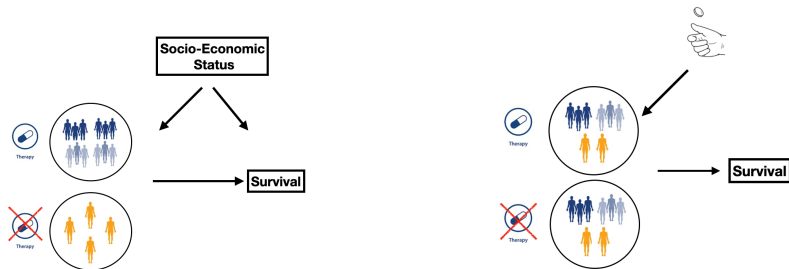 Socio-Economic
Status
Therapy
Survival
Therapy
Therapy
Survival
Therapy